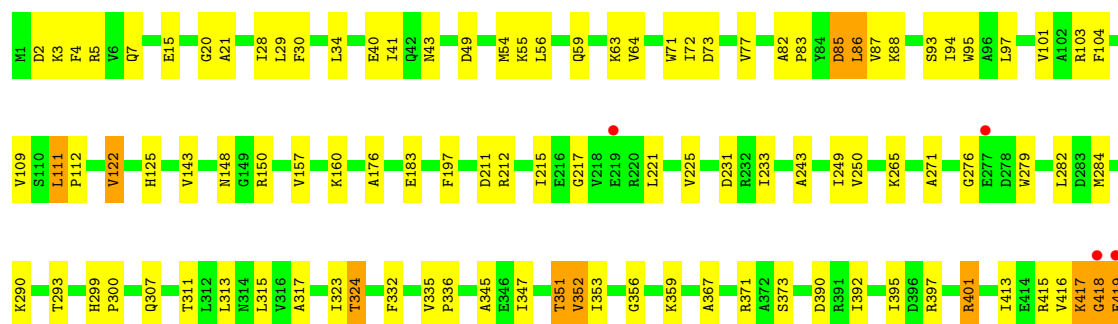 M1 D2 K3 F4 R5 V6 Q7 E15 G20 A21 I28 L29 F30 L34 E40 I41 Q42 N43 D49 M54 K55 L56 Q59 K63 V64 W71 I72 D73 V77 A82 P83 Y84 D85 L86 V87 K88 S93 I94 W95 A96 L97 V101 A102 R103 F104
V109 S110 L111 P112 V122 H125 V143 N148 G149 R150 V157 K160 A176 E183 F197 D211 R212 I215 E216 G217 V218 E219 R220 L221 V225 D231 R232 I233 A243 I249 V250 K265 A271 G276 E277 D278 W279 L282 D283 M284
K290 T293 H299 P300 Q307 T311 L312 L313 N314 L315 V316 A317 I323 T324 F332 V335 P336 A345 E346 I347 T351 V352 I353 G356 K359 A367 R371 A372 S373 D390 R391 I392 I395 D396 R397 R401 I413 E414 R415 V416 K417 G418